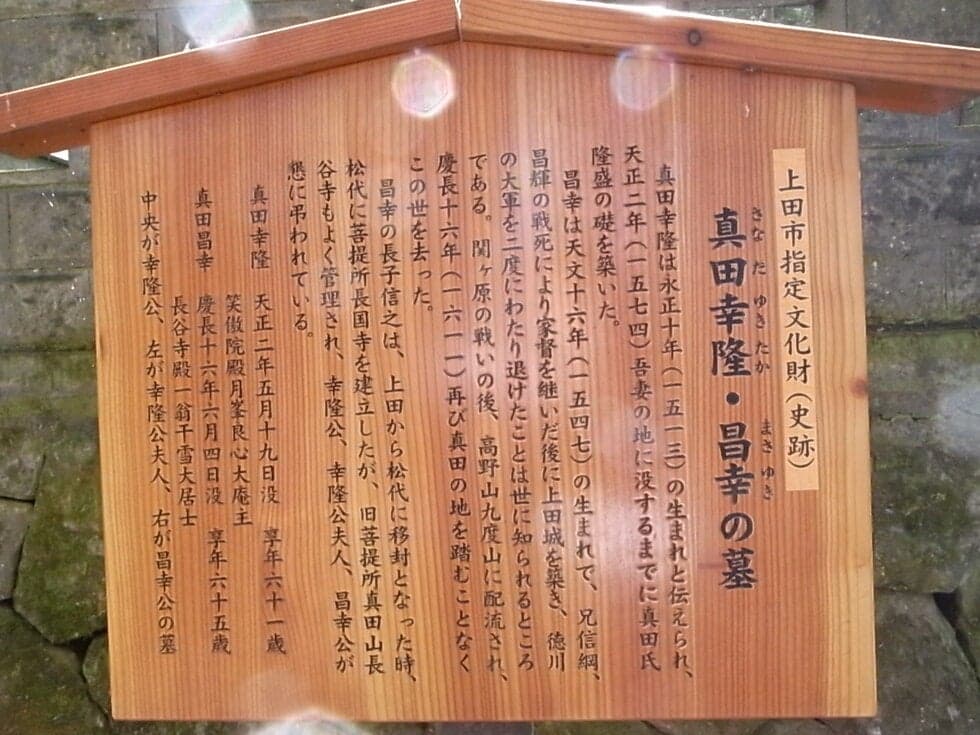 上田市指定文化財(史跡)
さな だ ゆき たか まさ ゆき
真田幸隆・昌幸の墓
真田幸隆は永正十年(一五一三)の生まれと伝えられ、
天正二年(一五七四)吾妻の地に没するまでに真田氏
隆盛の礎を築いた。
昌幸は天文十六年(一五四七)の生まれで、兄信綱、
昌輝の戦死により家督を継いだ後に上田城を築き、徳川
の大軍を二度にわたり退けたことは世に知られるところ
である。関ヶ原の戦いの後、高野山九度山に配流され、
慶長十六年(一六一一)再び真田の地を踏むことなく
この世を去った。
昌幸の長子信之は、上田から松代に移封となった時、
松代に菩提所長国寺を建立したが、旧菩提所真田山長
谷寺もよく管理され、幸隆公、幸隆公夫人、昌幸公が
懇に弔われている。
真田幸隆 天正二年五月十九日没 享年六十一歳
笑傲院殿月峯良心大庵主
真田昌幸 慶長十六年六月四日没 享年六十五歳
長谷寺殿一翁干雪大居士
中央が幸隆公、左が幸隆公夫人、右が昌幸公の墓